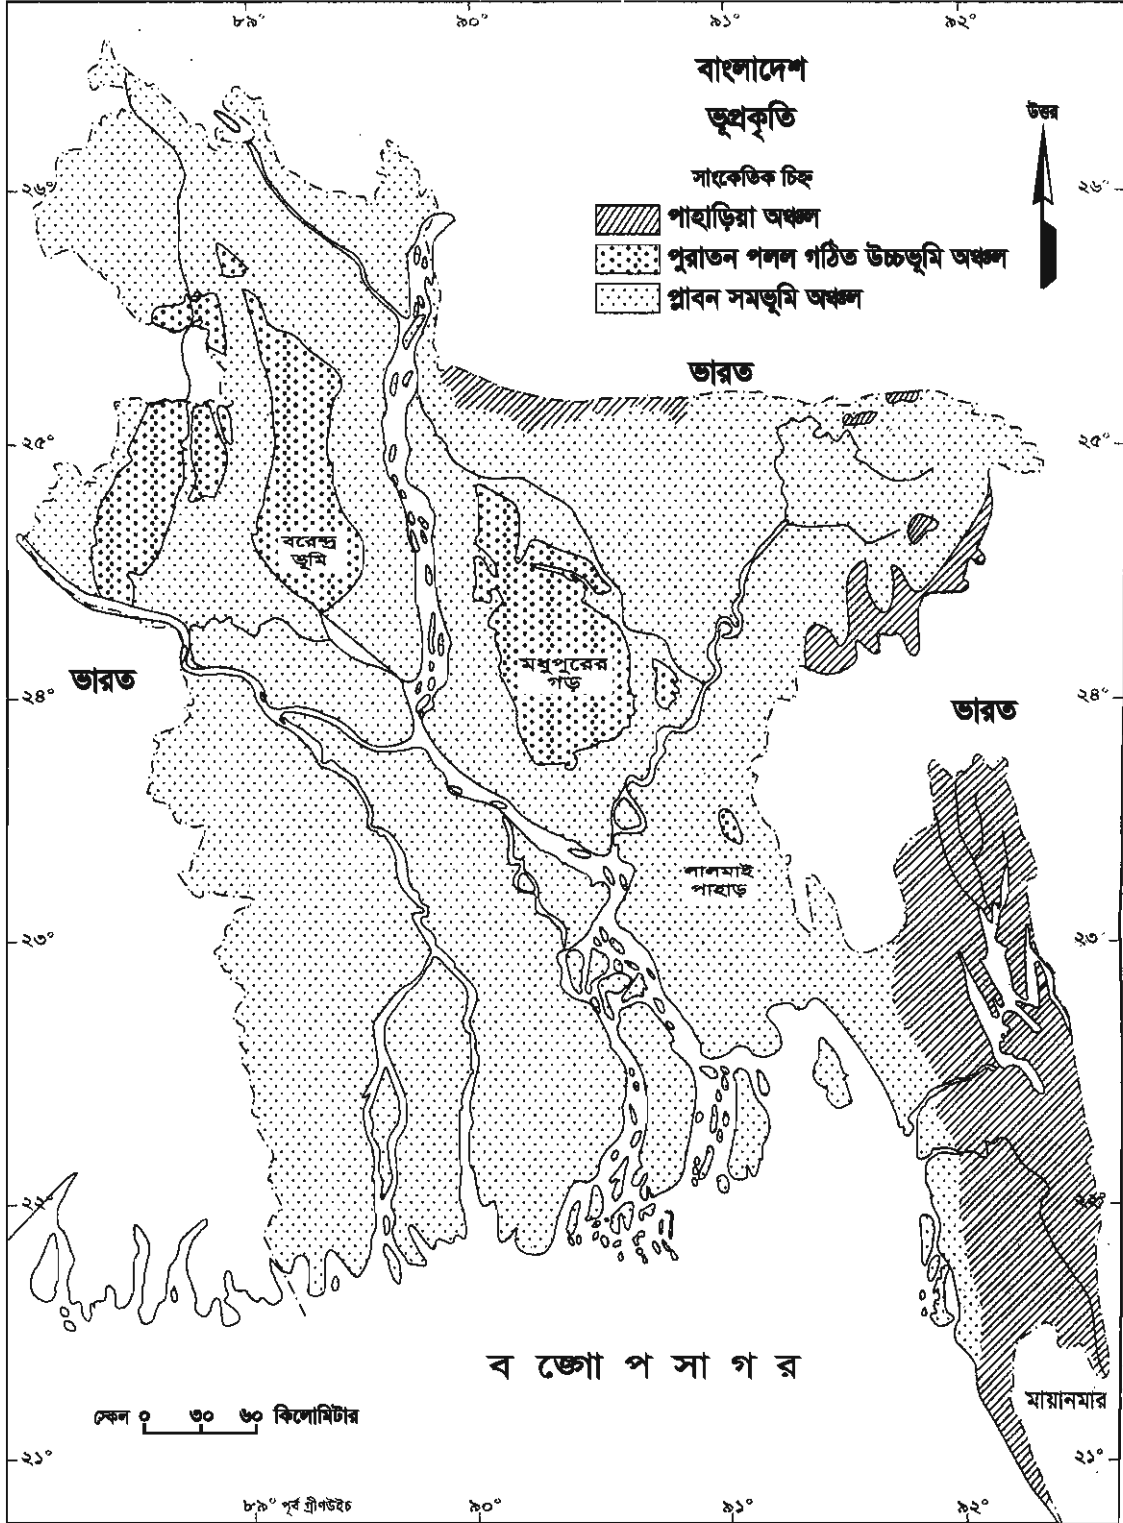 ৮৯° ৯০° ৯১° ৯২°
বাংলাদেশ
ভূপ্রকৃতি
উত্তর
সাংকেতিক চিহ্ন
পাহাড়িয়া অঞ্চল
পুরাতন পলল গঠিত উচ্চভূমি অঞ্চল
প্লাবন সমভূমি অঞ্চল
২৬° ২৬°
ভারত
২৫° ২৫°
বরেন্দ্র
ভূমি
মধুপুরের
গড়
ভারত
২৪° ২৪°
ভারত
লালমাই
পাহাড়
২৩° ২৩°
২২° ২২°
ব ঙ্গো প সা গ র
মায়ানমার
স্কেল ০ ৩০ ৬০ কিলোমিটার
২১° ২১°
৮৯° পূর্ব গ্রীণউইচ ৯০° ৯১° ৯২°